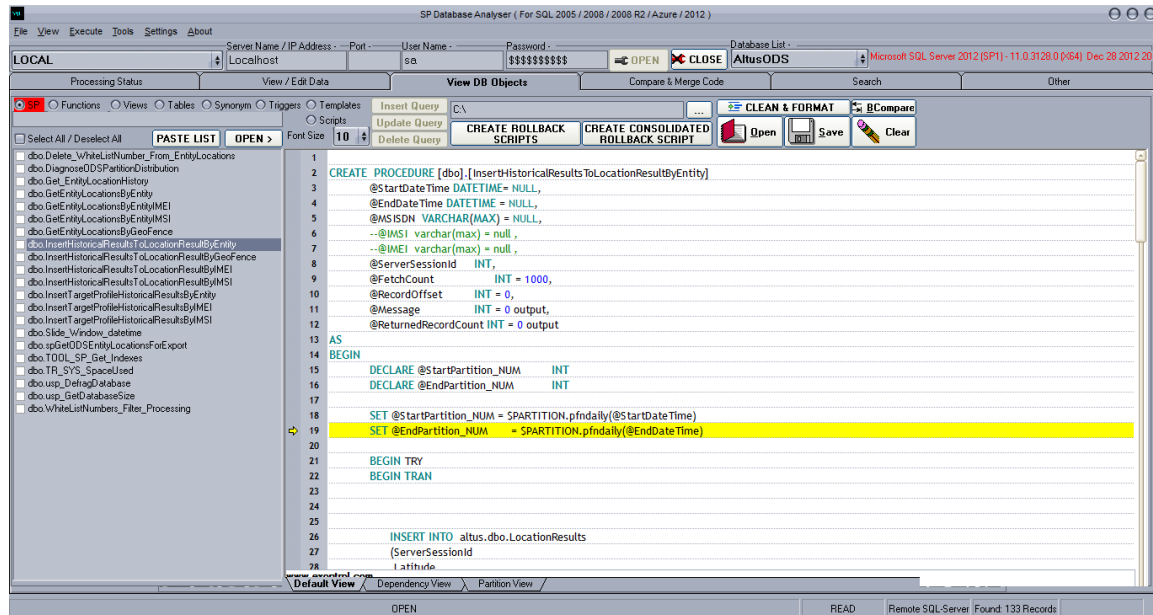 SP Database Analyser ( For SQL 2005 / 2008 / 2008 R2 / Azure / 2012 )
File View Execute Tools Settings About
Server Name / IP Address - Port - User Name - Password - Database List -
LOCAL Localhost sa $$$$$$$$$$ OPEN CLOSE AltusODS Microsoft SQL Server 2012 (SP1) - 11.0.3128.0 (X64) Dec 28 2012 20
Processing Status View / Edit Data View DB Objects Compare & Merge Code Search Other
SP Functions Views Tables Synonym Triggers Templates
Scripts
Select All / Deselect All PASTE LIST OPEN > Font Size 10
Insert Query
Update Query
Delete Query
C:\ ...
CREATE ROLLBACK SCRIPTS
CREATE CONSOLIDATED ROLLBACK SCRIPT
CLEAN & FORMAT BCompare
Open Save Clear
dbo.Delete_WhiteListNumber_From_EntityLocations
dbo.DiagnoseODSPartitionDistribution
dbo.Get_EntityLocationHistory
dbo.GetEntityLocationsByEntity
dbo.GetEntityLocationsByEntityIMEI
dbo.GetEntityLocationsByEntityIMSI
dbo.GetEntityLocationsByGeoFence
dbo.InsertHistoricalResultsToLocationResultByEntity
dbo.InsertHistoricalResultsToLocationResultByGeoFence
dbo.InsertHistoricalResultsToLocationResultByIMEI
dbo.InsertHistoricalResultsToLocationResultByIMSI
dbo.InsertTargetProfileHistoricalResultsByEntity
dbo.InsertTargetProfileHistoricalResultsByIMEI
dbo.InsertTargetProfileHistoricalResultsByIMSI
dbo.Slide_Window_datetime
dbo.spGetODSEntityLocationsForExport
dbo.TOOL_SP_Get_Indexes
dbo.TR_SYS_SpaceUsed
dbo.usp_DefragDatabase
dbo.usp_GetDatabaseSize
dbo.WhiteListNumbers_Filter_Processing
1
2 CREATE PROCEDURE [dbo].[InsertHistoricalResultsToLocationResultByEntity]
3 @StartDateTime DATETIME= NULL,
4 @EndDateTime DATETIME = NULL,
5 @MSISDN VARCHAR(MAX) = NULL,
6 --@IMSI varchar(max) = null ,
7 --@IMEI varchar(max) = null ,
8 @ServerSessionId INT,
9 @FetchCount INT = 1000,
10 @RecordOffset INT = 0,
11 @Message INT = 0 output,
12 @ReturnedRecordCount INT = 0 output
13 AS
14 BEGIN
15 DECLARE @StartPartition_NUM INT
16 DECLARE @EndPartition_NUM INT
17
18 SET @StartPartition_NUM = $PARTITION.pfndaily(@StartDateTime)
19 SET @EndPartition_NUM = $PARTITION.pfndaily(@EndDateTime)
20
21 BEGIN TRY
22 BEGIN TRAN
23
24
25
26 INSERT INTO altus.dbo.LocationResults
27 (ServerSessionId
28 Latitude
www.exontrol.com
Default View Dependency View Partition View
OPEN READ Remote SQL-Server Found: 133 Records